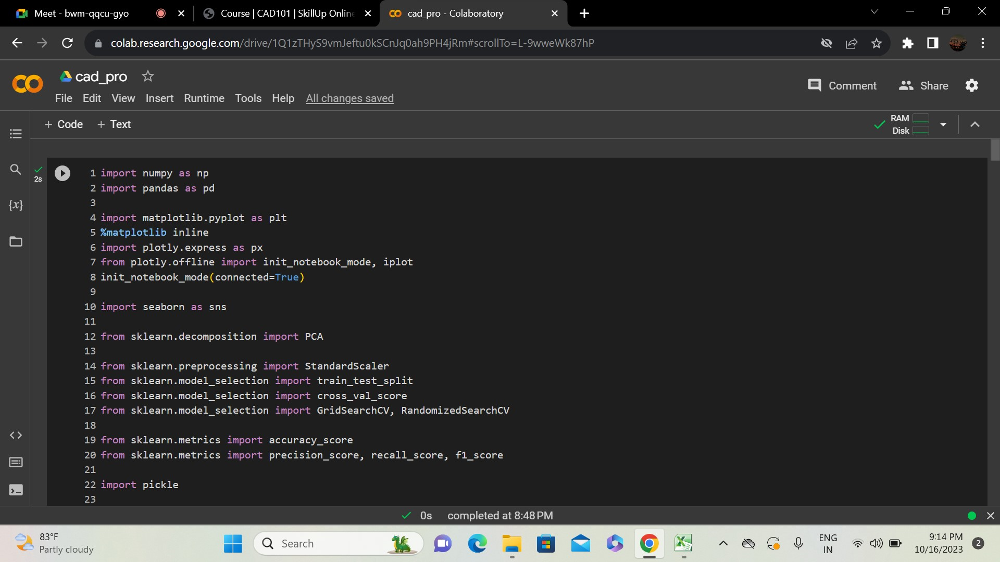 Meet - bwm-qqcu-gyo
Course | CAD101 | SkillUp Online
cad_pro - Colaboratory
colab.research.google.com/drive/1Q1zTHyS9vmJeftu0kSCnJq0ah9PH4jRm#scrollTo=L-9wweWk87hP
cad_pro
File Edit View Insert Runtime Tools Help All changes saved
Comment
Share
+ Code + Text
RAM
Disk
2s
1 import numpy as np
2 import pandas as pd
3
4 import matplotlib.pyplot as plt
5 %matplotlib inline
6 import plotly.express as px
7 from plotly.offline import init_notebook_mode, iplot
8 init_notebook_mode(connected=True)
9
10 import seaborn as sns
11
12 from sklearn.decomposition import PCA
13
14 from sklearn.preprocessing import StandardScaler
15 from sklearn.model_selection import train_test_split
16 from sklearn.model_selection import cross_val_score
17 from sklearn.model_selection import GridSearchCV, RandomizedSearchCV
18
19 from sklearn.metrics import accuracy_score
20 from sklearn.metrics import precision_score, recall_score, f1_score
21
22 import pickle
23
{x}
0s completed at 8:48 PM
83°F
Partly cloudy
Search
ENG
IN
9:14 PM
10/16/2023
2